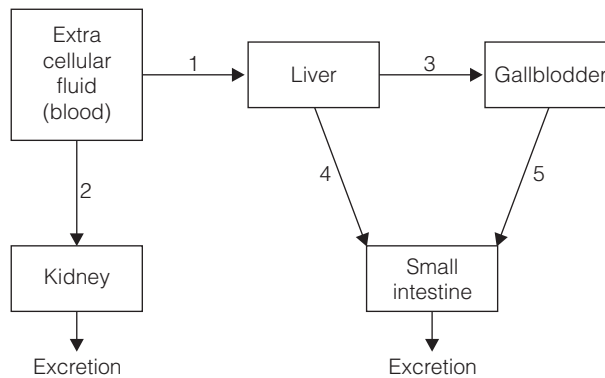 Extra
cellular
fluid
(blood)
1
Liver
3
Gallblodder
2
4
5
Kidney
Small
intestine
Excretion
Excretion